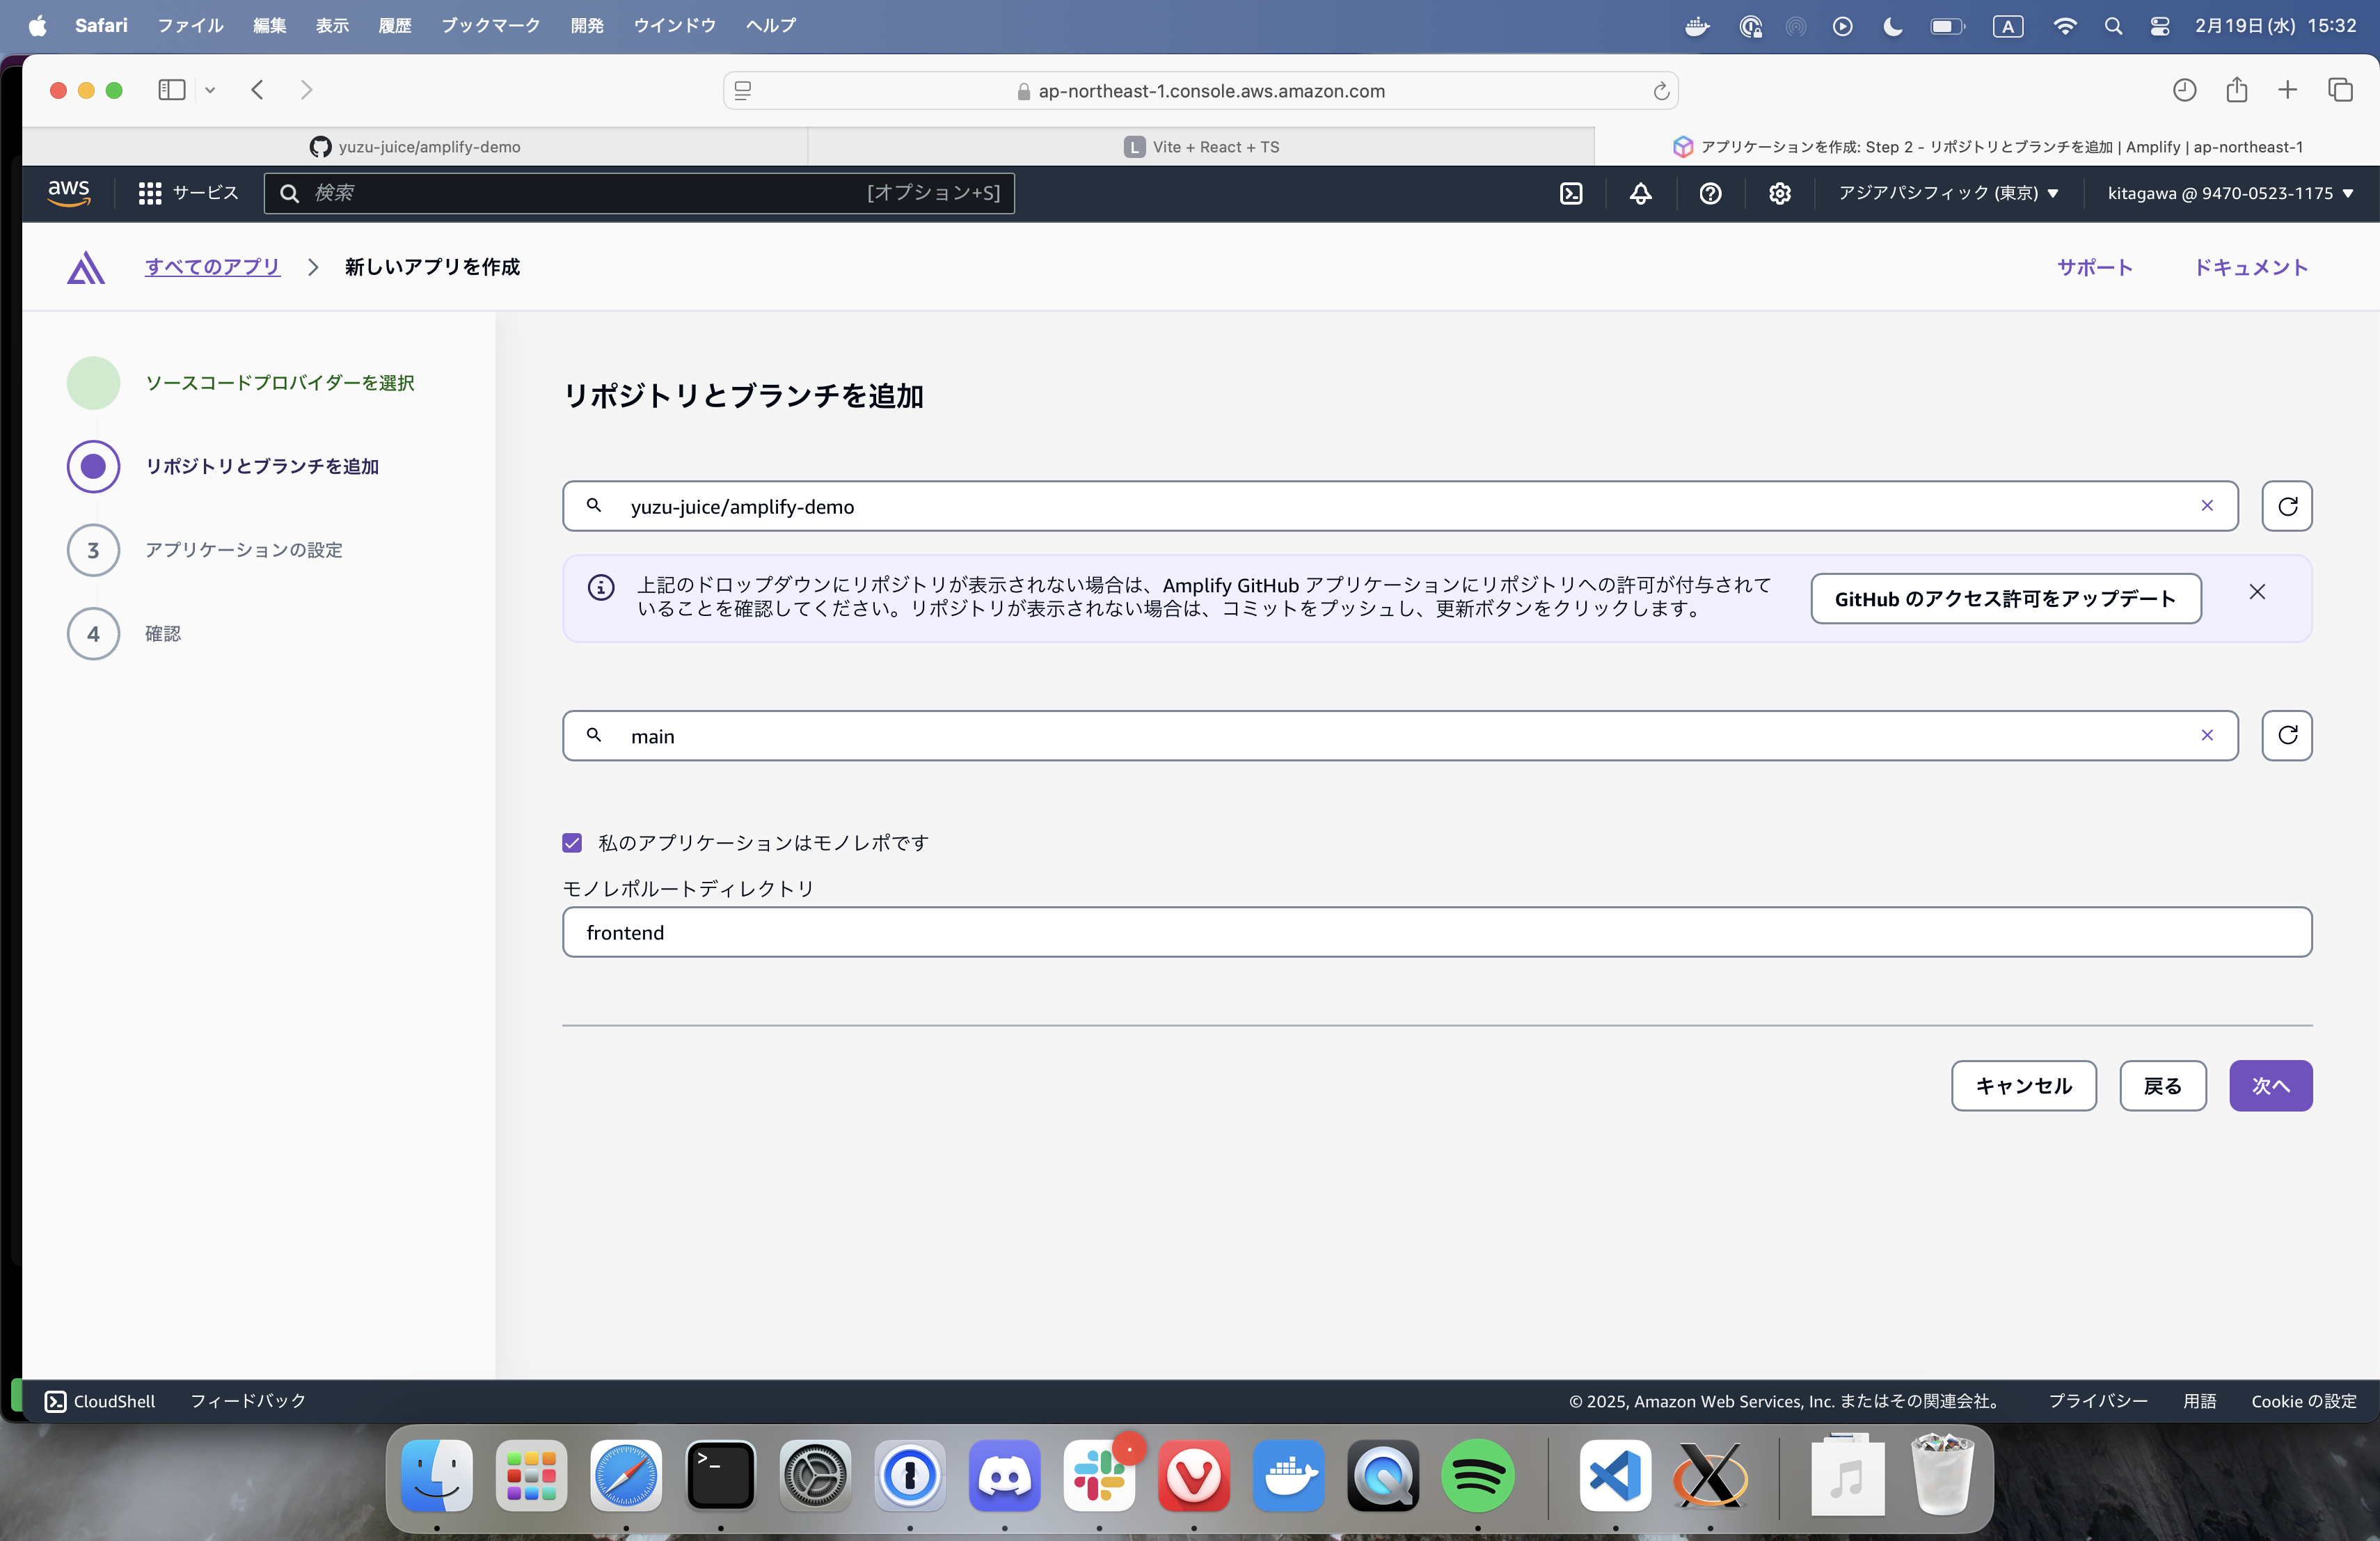 Safari ファイル 編集 表示 履歴 ブックマーク 開発 ウインドウ ヘルプ A 2月19日(水) 15:32
ap-northeast-1.console.aws.amazon.com
yuzu-juice/amplify-demo
L Vite + React + TS
アプリケーションを作成: Step 2 - リポジトリとブランチを追加 | Amplify | ap-northeast-1
aws サービス 検索 [オプション+S] アジアパシフィック (東京) ▼ kitagawa @ 9470-0523-1175 ▼
すべてのアプリ 新しいアプリを作成 サポート ドキュメント
ソースコードプロバイダーを選択
リポジトリとブランチを追加
3 アプリケーションの設定
4 確認
リポジトリとブランチを追加
yuzu-juice/amplify-demo
上記のドロップダウンにリポジトリが表示されない場合は、Amplify GitHub アプリケーションにリポジトリへの許可が付与されて
いることを確認してください。リポジトリが表示されない場合は、コミットをプッシュし、更新ボタンをクリックします。
GitHub のアクセス許可をアップデート
main
私のアプリケーションはモノレポです
モノレポルートディレクトリ
frontend
キャンセル 戻る 次へ
CloudShell フィードバック © 2025, Amazon Web Services, Inc. またはその関連会社。 プライバシー 用語 Cookie の設定